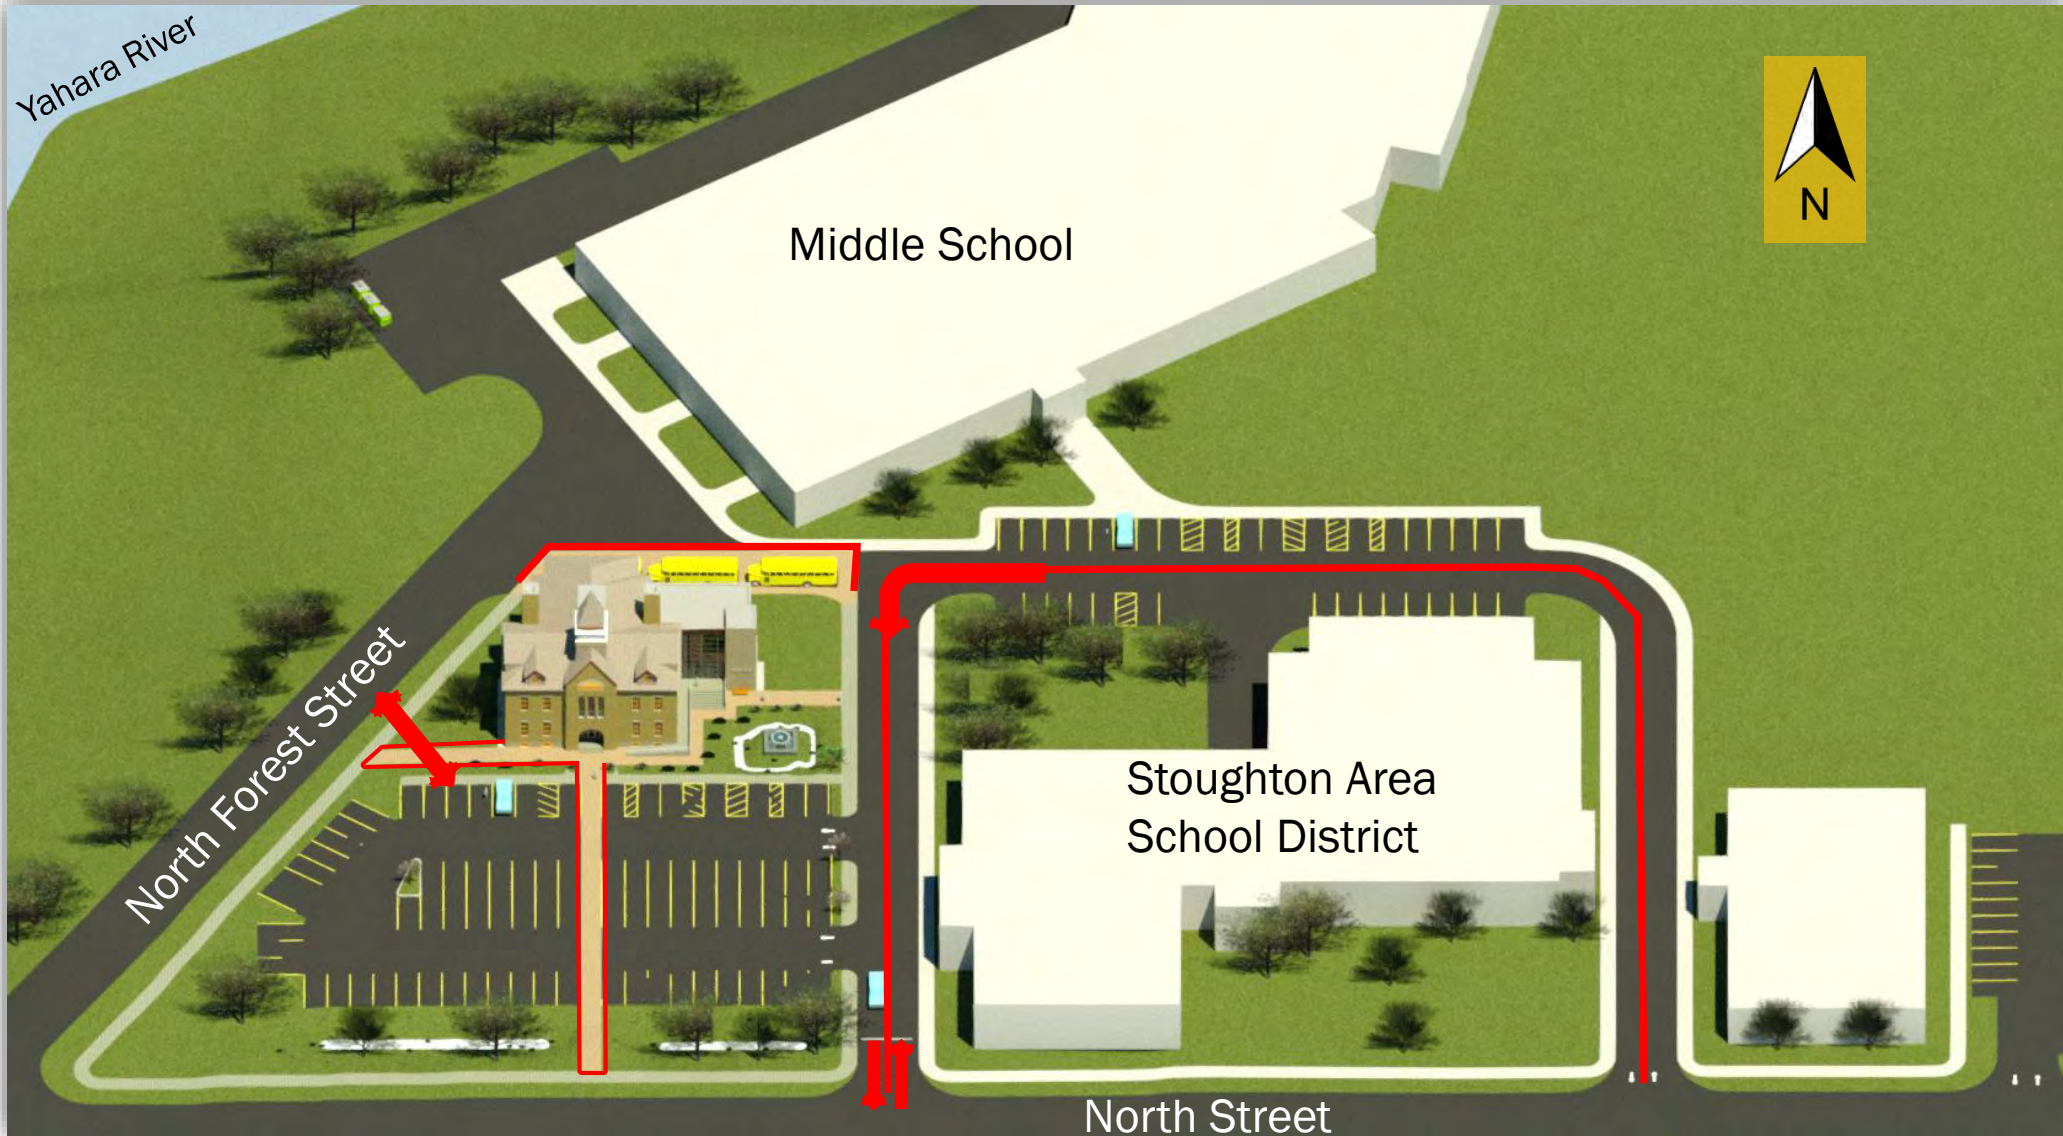 Yahara River
N
Middle School
North Forest Street
Stoughton Area
School District
North Street